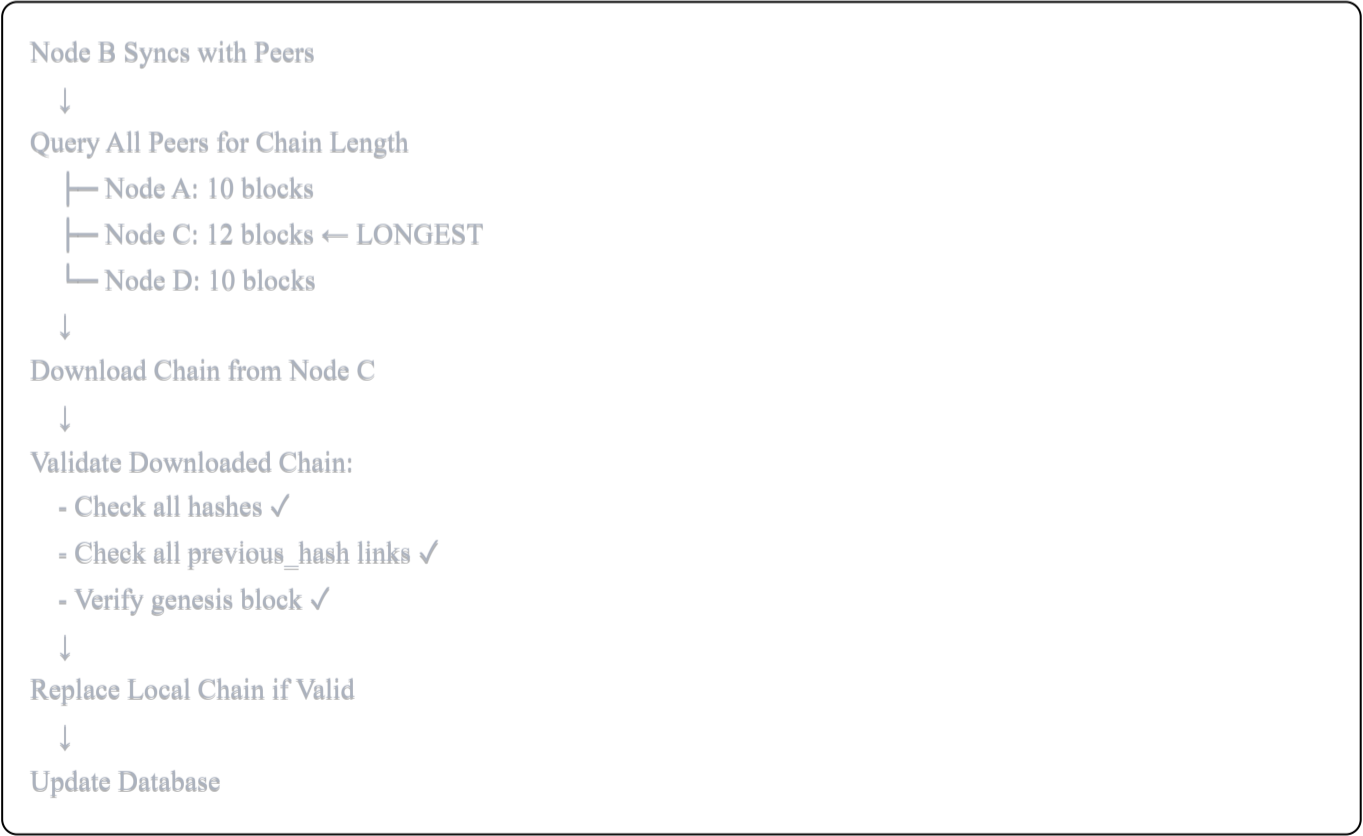 Node B Syncs with Peers
↓
Query All Peers for Chain Length
├─ Node A: 10 blocks
├─ Node C: 12 blocks ← LONGEST
└─ Node D: 10 blocks
↓
Download Chain from Node C
↓
Validate Downloaded Chain:
- Check all hashes ✓
- Check all previous_hash links ✓
- Verify genesis block ✓
↓
Replace Local Chain if Valid
↓
Update Database